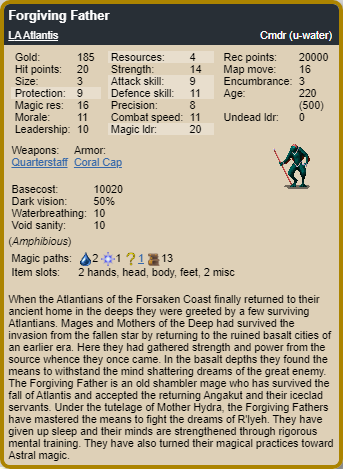 Forgiving Father
LA Atlantis Cmdr (u-water)
Gold: 185 Resources: 4 Rec points: 20000
Hit points: 20 Strength: 14 Map move: 16
Size: 3 Attack skill: 9 Encumbrance: 3
Protection: 9 Defence skill: 11 Age: 220
Magic res: 16 Precision: 8 (500)
Morale: 11 Combat speed: 11 Undead ldr: 0
Leadership: 10 Magic ldr: 20
Weapons: Armor:
Quarterstaff Coral Cap
Basecost: 10020
Dark vision: 50%
Waterbreathing: 10
Void sanity: 10
(Amphibious)
Magic paths: 2 1 ?1 13
Item slots: 2 hands, head, body, feet, 2 misc
When the Atlantians of the Forsaken Coast finally returned to their
ancient home in the deeps they were greeted by a few surviving
Atlantians. Mages and Mothers of the Deep had survived the
invasion from the fallen star by returning to the ruined basalt cities of
an earlier era. Here they had gathered strength and power from the
source whence they once came. In the basalt depths they found the
means to withstand the mind shattering dreams of the great enemy.
The Forgiving Father is an old shambler mage who has survived the
fall of Atlantis and accepted the returning Angakut and their iceclad
servants. Under the tutelage of Mother Hydra, the Forgiving Fathers
have mastered the means to fight the dreams of R'lyeh. They have
given up sleep and their minds are strengthened through rigorous
mental training. They have also turned their magical practices toward
Astral magic.